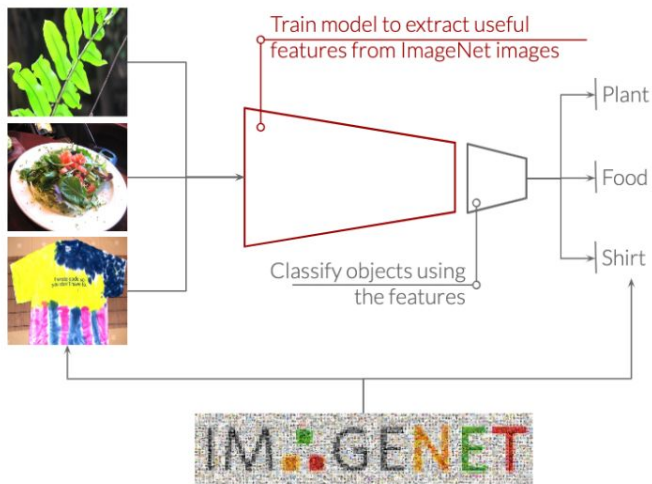 Train model to extract useful
features from ImageNet images
Plant
Food
Classify objects using
the features
Shirt
IMAGENET